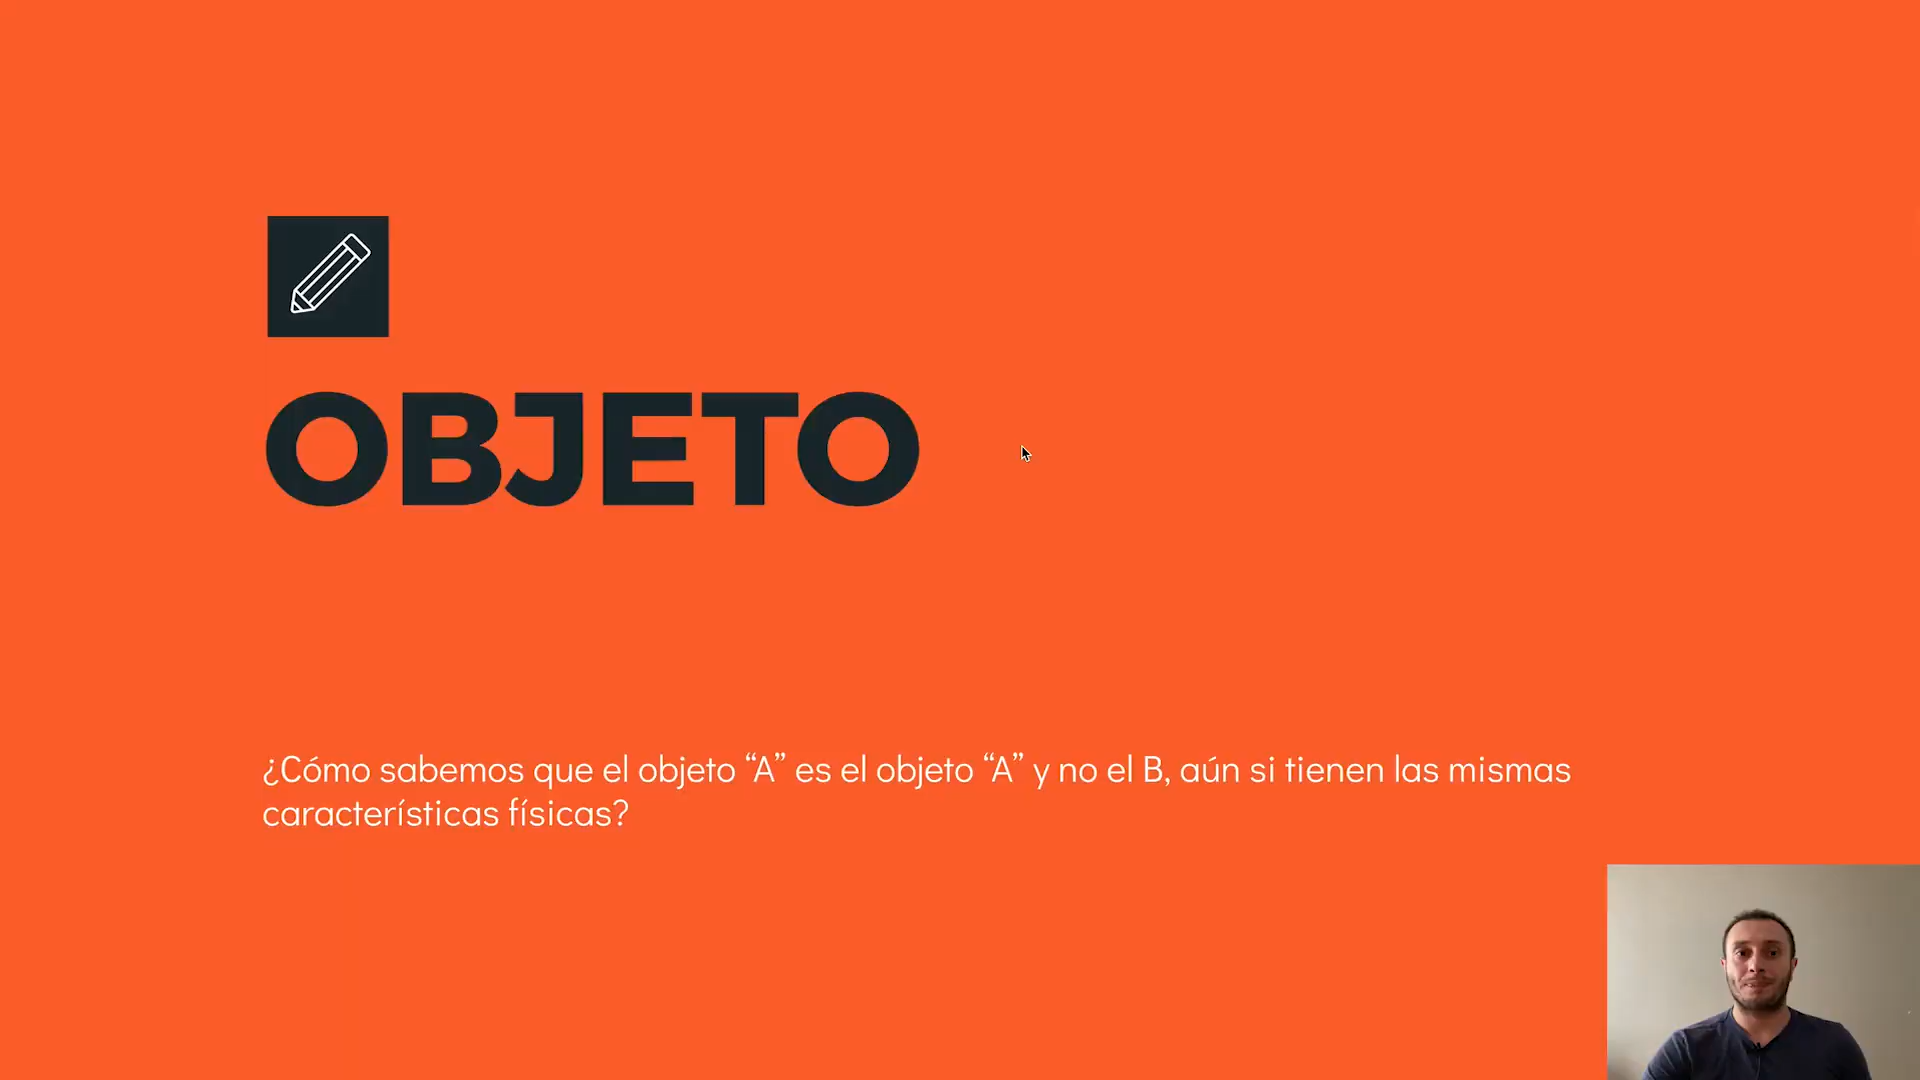 OBJETO
¿Cómo sabemos que el objeto “A” es el objeto “A” y no el B, aún si tienen las mismas
características físicas?